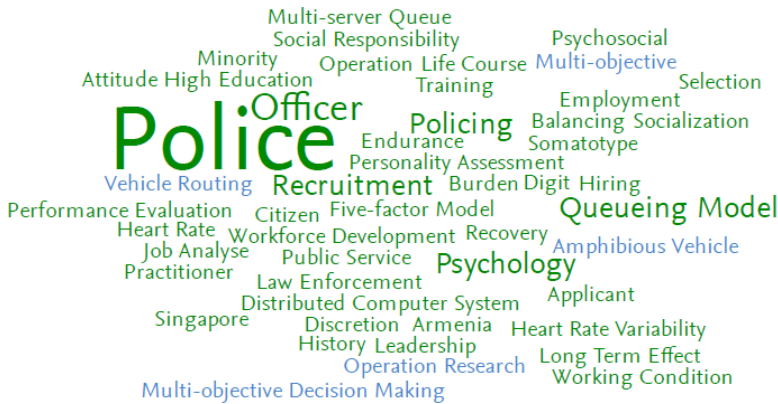 Multi-server Queue
Social Responsibility
Psychosocial
Minority
Operation
Life Course
Multi-objective
Attitude
High Education
Training
Selection
Officer
Employment
Police
Policing
Balancing
Socialization
Endurance
Somatotype
Personality Assessment
Vehicle Routing
Recruitment
Burden
Digit
Hiring
Performance Evaluation
Citizen
Five-factor Model
Queueing Model
Heart Rate
Workforce Development
Recovery
Job Analyse
Public Service
Amphibious Vehicle
Practitioner
Psychology
Law Enforcement
Distributed Computer System
Applicant
Singapore
Discretion
Armenia
Heart Rate Variability
History
Leadership
Long Term Effect
Operation Research
Working Condition
Multi-objective Decision Making